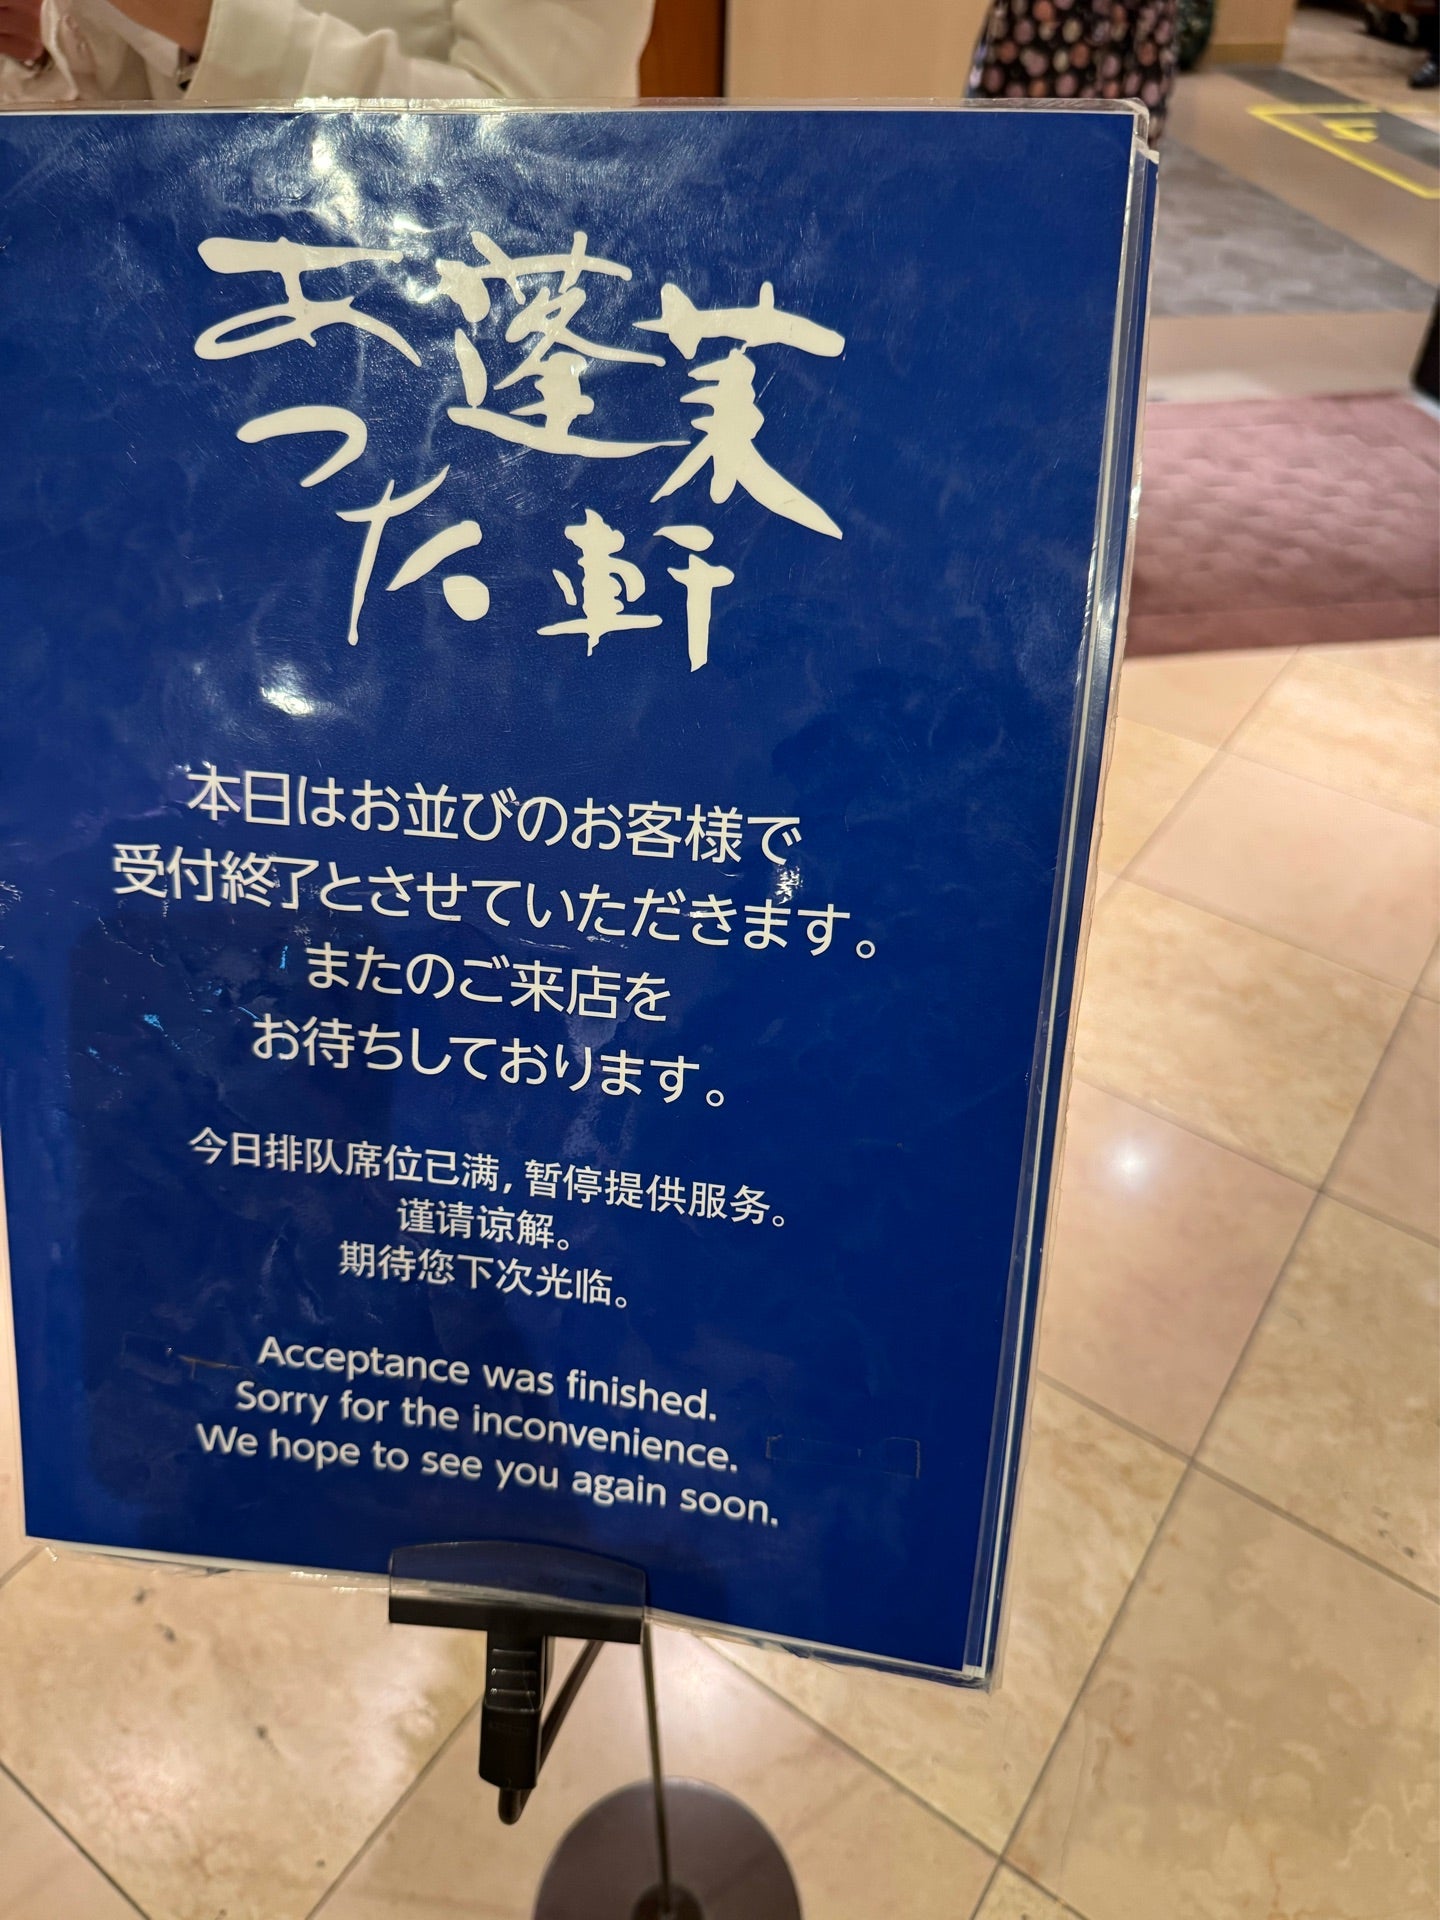 あつた
蓬莱軒
本日はお並びのお客様で
受付終了とさせていただきます。
またのご来店を
お待ちしております。
今日排队席位已满,暂停提供服务。
谨请谅解。
期待您下次光临。
Acceptance was finished.
Sorry for the inconvenience.
We hope to see you again soon.